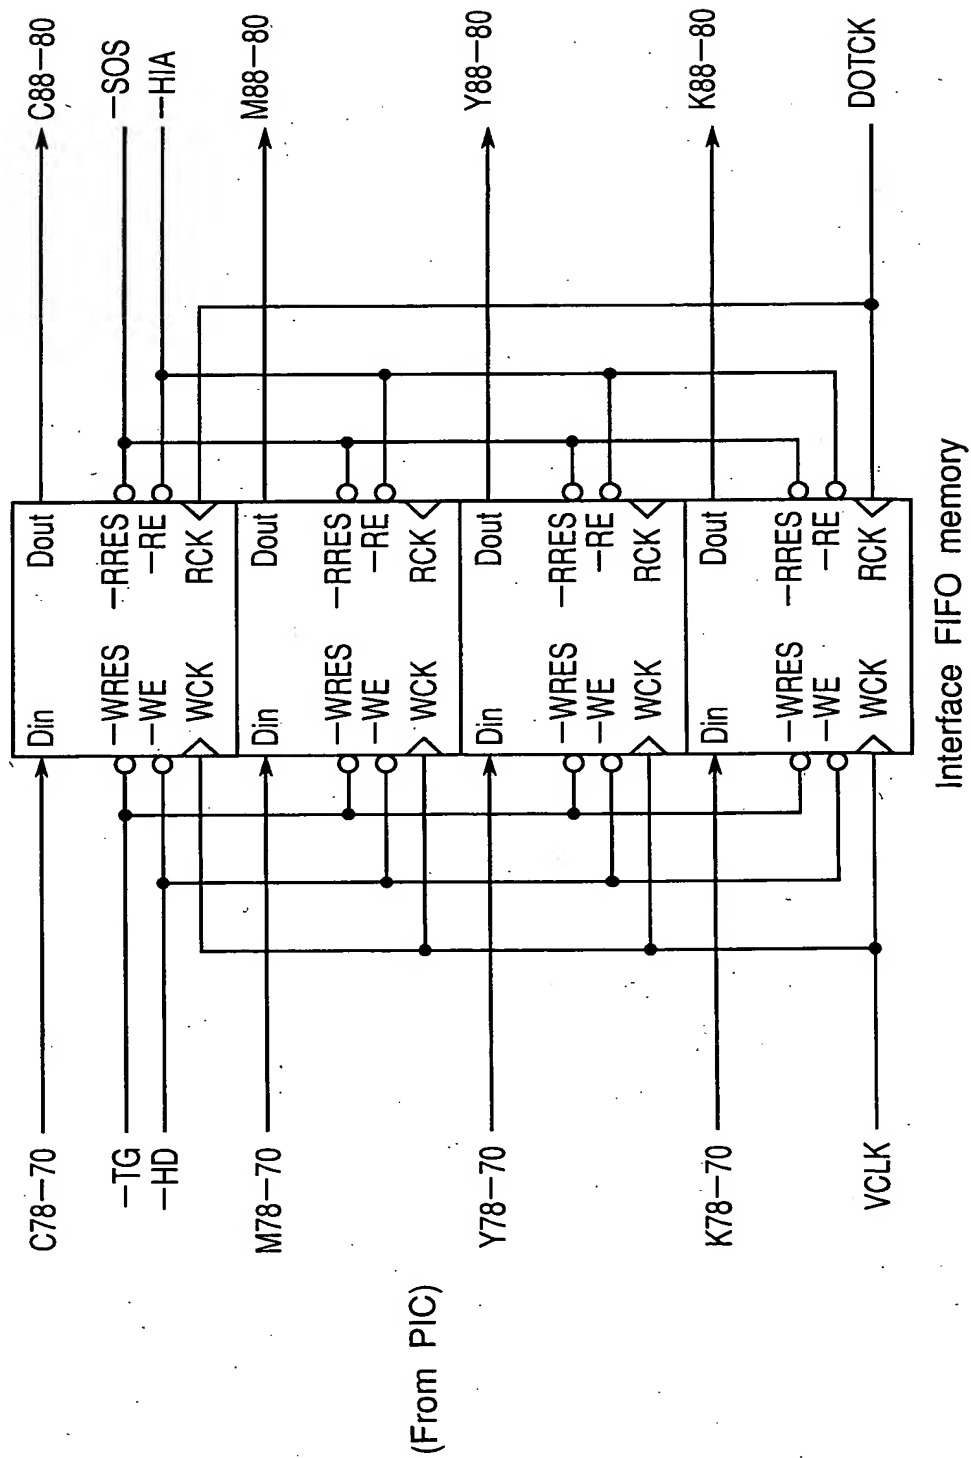 (From PIC)
C78—70
—TG
—HD
M78—70
Y78—70
K78—70
VCLK
Din
—WRES
—WE
WCK
Dout
—RRES
—RE
RCK
Din
—WRES
—WE
WCK
Dout
—RRES
—RE
RCK
Din
—WRES
—WE
WCK
Dout
—RRES
—RE
RCK
Din
—WRES
—WE
WCK
Dout
—RRES
—RE
RCK
C88—80
—SOS
—HIA
M88—80
Y88—80
K88—80
DOTCK
Interface FIFO memory